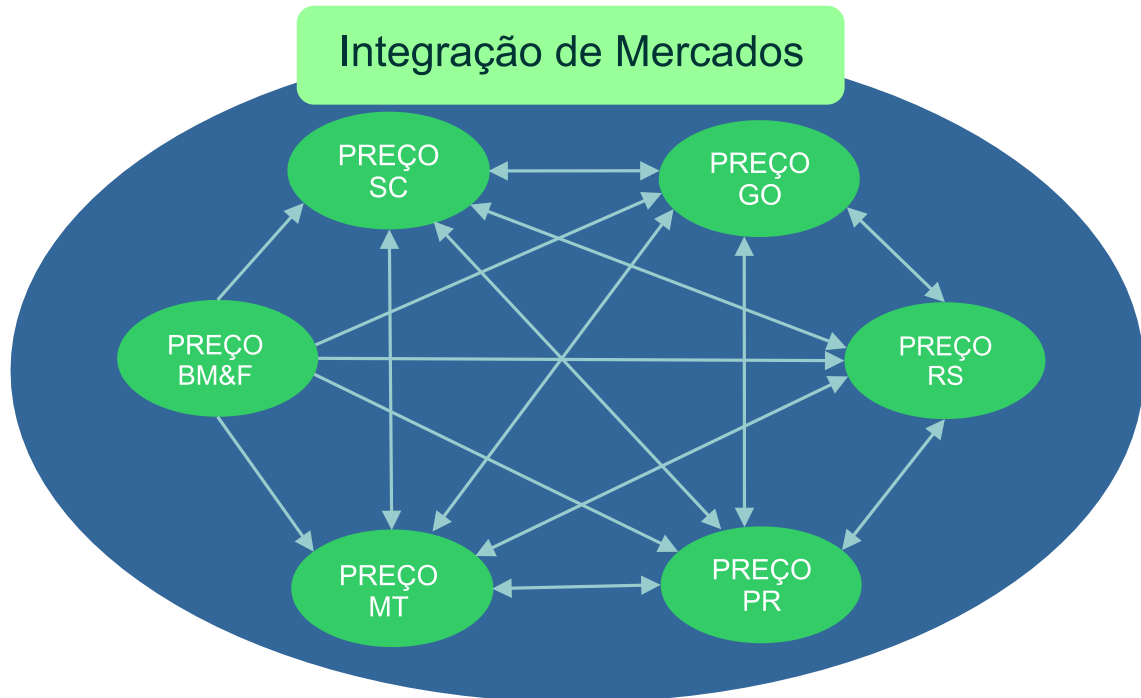 Integração de Mercados
PREÇO
SC
PREÇO
GO
PREÇO
BM&F
PREÇO
RS
PREÇO
MT
PREÇO
PR